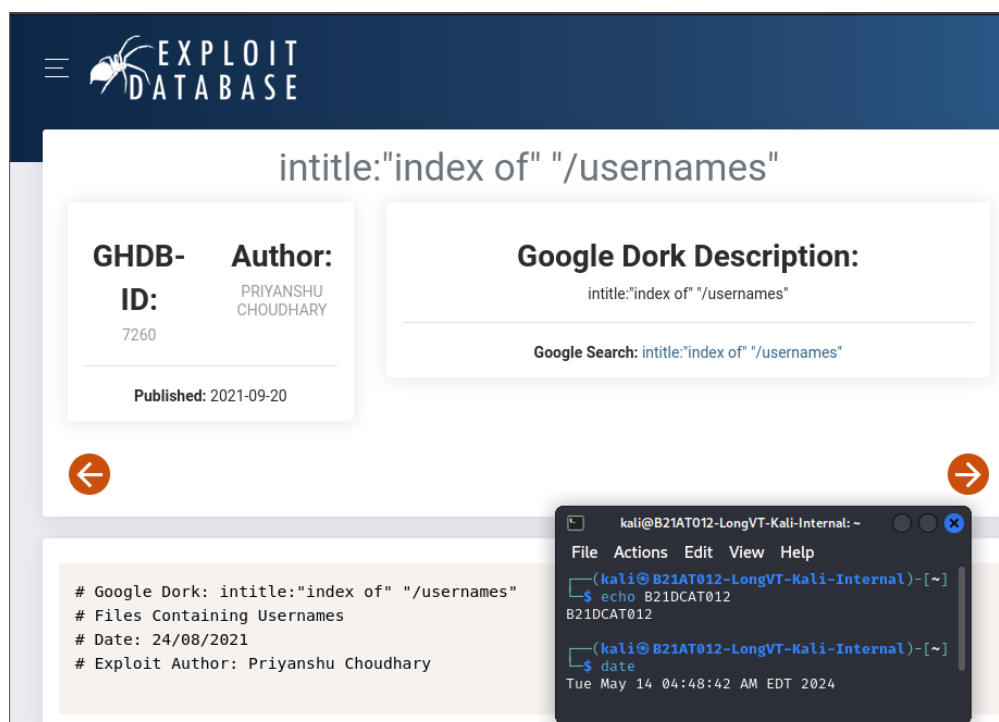 EXPLOIT
DATABASE
intitle:"index of" "/usernames"
GHDB-
ID:
7260
Author:
PRIYANSHU
CHOUDHARY
Published: 2021-09-20
Google Dork Description:
intitle:"index of" "/usernames"
Google Search: intitle:"index of" "/usernames"
# Google Dork: intitle:"index of" "/usernames"
# Files Containing Usernames
# Date: 24/08/2021
# Exploit Author: Priyanshu Choudhary
kali@B21AT012-LongVT-Kali-Internal: ~
File Actions Edit View Help
┌──(kali㉿B21AT012-LongVT-Kali-Internal)-[~]
└─$ echo B21DCAT012
B21DCAT012
┌──(kali㉿B21AT012-LongVT-Kali-Internal)-[~]
└─$ date
Tue May 14 04:48:42 AM EDT 2024